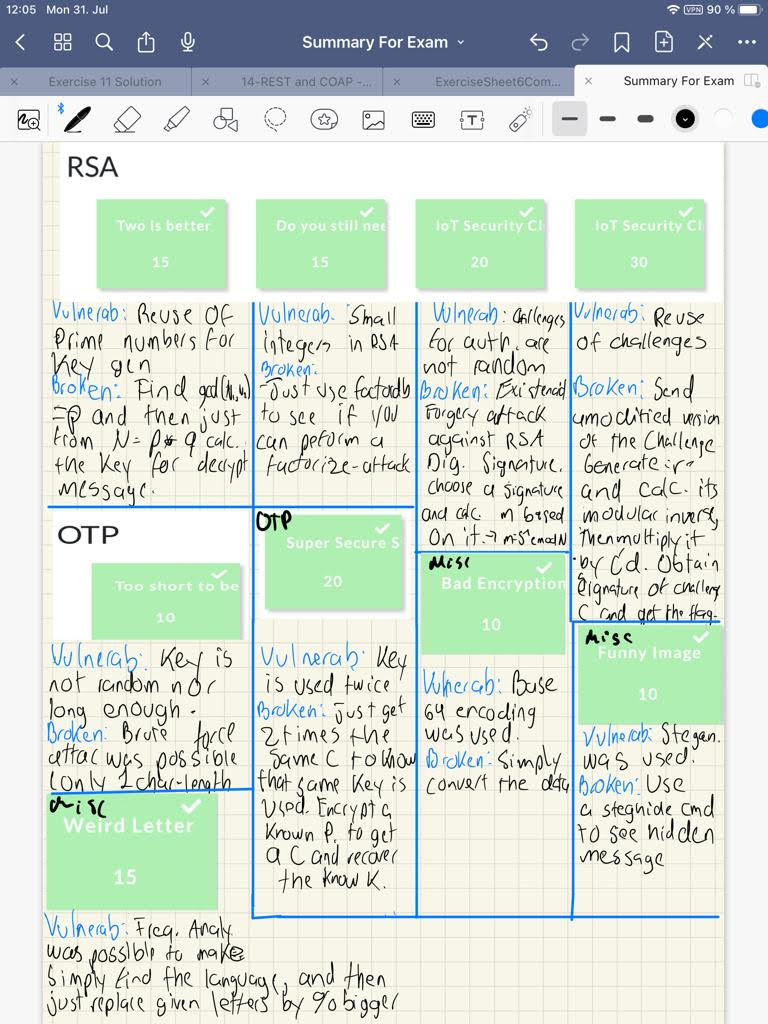 12:05 Mon 31. Jul
VPN 90 %
Summary For Exam
Exercise 11 Solution
14-REST and COAP -...
ExerciseSheet6Com...
Summary For Exam
RSA
Two is better
15
Do you still nee
15
IoT Security Cl
20
IoT Security Cl
30
Vulnerab: Reuse OF
Prime numbers For
Key gen
Broken: Find gcd(N₁,N₂)
=p and then just
from N = p * q calc.
the Key for decrypt
message.
Vulnerab. Small
integers in RSA
Broken:
Just use factordb
to see if you
can peform a
factorize-attack
Vulnerab: Challenges
For auth. are
not random
Broken: Existencial
Forgery attack
against RSA
Dig. Signature.
choose a signature
and calc. m based
On it. → m=S^e mod N
Vulnerab: Reuse
of challenges
Broken: Send
umodified version
Of the Challenge
Generate r
and Calc. its
modular inverse,
Then multiply it
by C'd. Obtain
Signature of challenge
C and get the flag.
OTP
Too short to be
10
Vulnerab: Key is
not random nor
long enough.
Broken: Brute force
attac was possible
(only 1 char-length
OTP
Super Secure S
20
Vulnerab: Key
is used twice
Broken: Just get
2 times the
same C to know
that same Key is
Used. Encrypt a
Known P. to get
a C and recover
the know K.
Misc
Bad Encryption
10
Vulnerab: Base
64 encoding
was used.
Broken: Simply
convert the data
Misc
Funny Image
10
Vulnerab: Stegan.
was used.
Broken: Use
a steghide cmd
to see hidden
message
Misc
Weird Letter
15
Vulnerab: Freq. Analy.
was possible to make
Simply find the language, and then
just replace given letters by % bigger